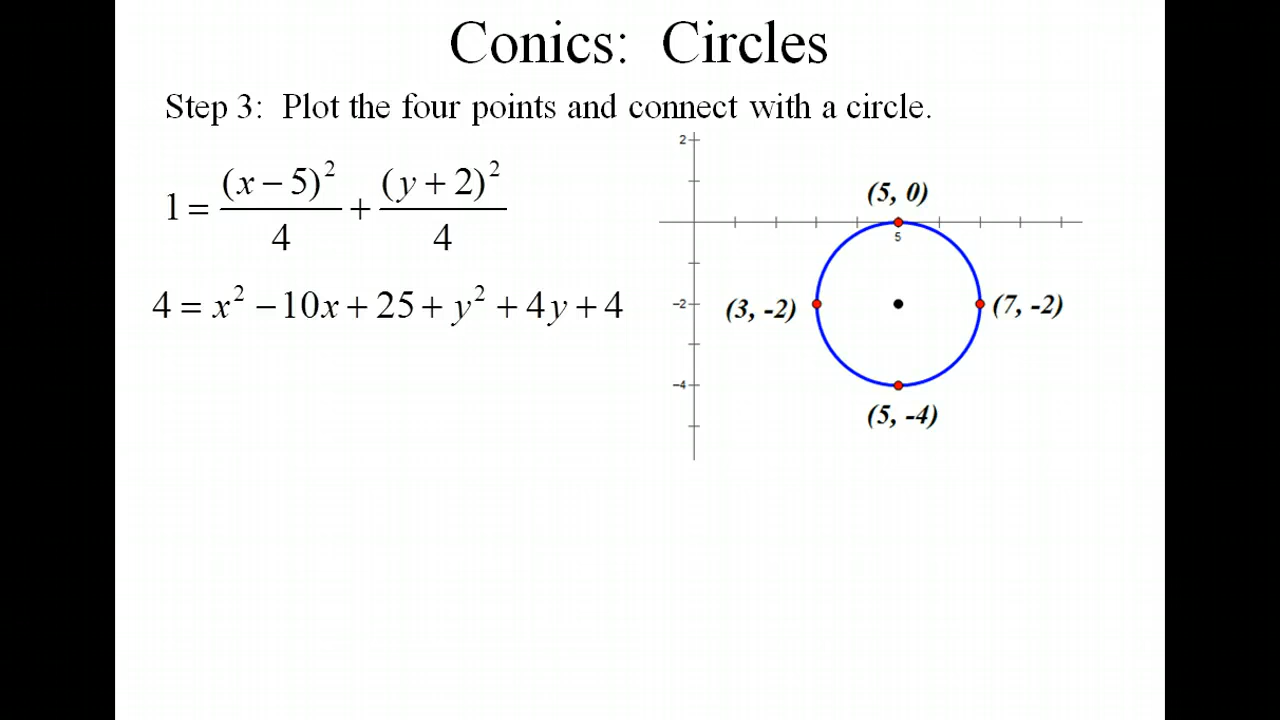 Conics: Circles
Step 3: Plot the four points and connect with a circle.
1 = (x − 5)² / 4 + (y + 2)² / 4
4 = x² − 10x + 25 + y² + 4y + 4
2
(5, 0)
5
−2
(3, -2)
(7, -2)
−4
(5, -4)